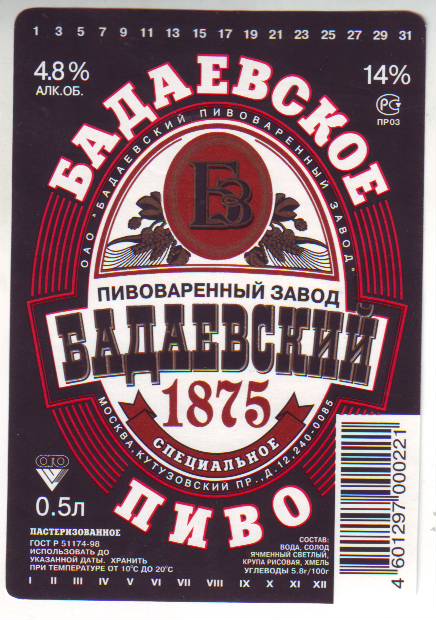 1 3 5 7 9 11 13 15 17 19 21 23 25 27 29 31
4.8%
АЛК.ОБ.
14%
РСТ
ПР03
БАДАЕВСКОЕ
ОАО "БАДАЕВСКИЙ ПИВОВАРЕННЫЙ ЗАВОД"
БЗ
ПИВОВАРЕННЫЙ ЗАВОД
БАДАЕВСКИЙ
1875
СПЕЦИАЛЬНОЕ
МОСКВА, КУТУЗОВСКИЙ ПР., Д.12, 240-0085
ПИВО
0.5л
ПАСТЕРИЗОВАННОЕ
ГОСТ Р 51174-98
ИСПОЛЬЗОВАТЬ ДО
УКАЗАННОЙ ДАТЫ. ХРАНИТЬ
ПРИ ТЕМПЕРАТУРЕ ОТ 10°С ДО 20°С
СОСТАВ:
ВОДА, СОЛОД
ЯЧМЕННЫЙ СВЕТЛЫЙ,
КРУПА РИСОВАЯ, ХМЕЛЬ
УГЛЕВОДЫ 5.8г/100г
I II III IV V VI VII VIII IX X XI XII
4 601297 000221